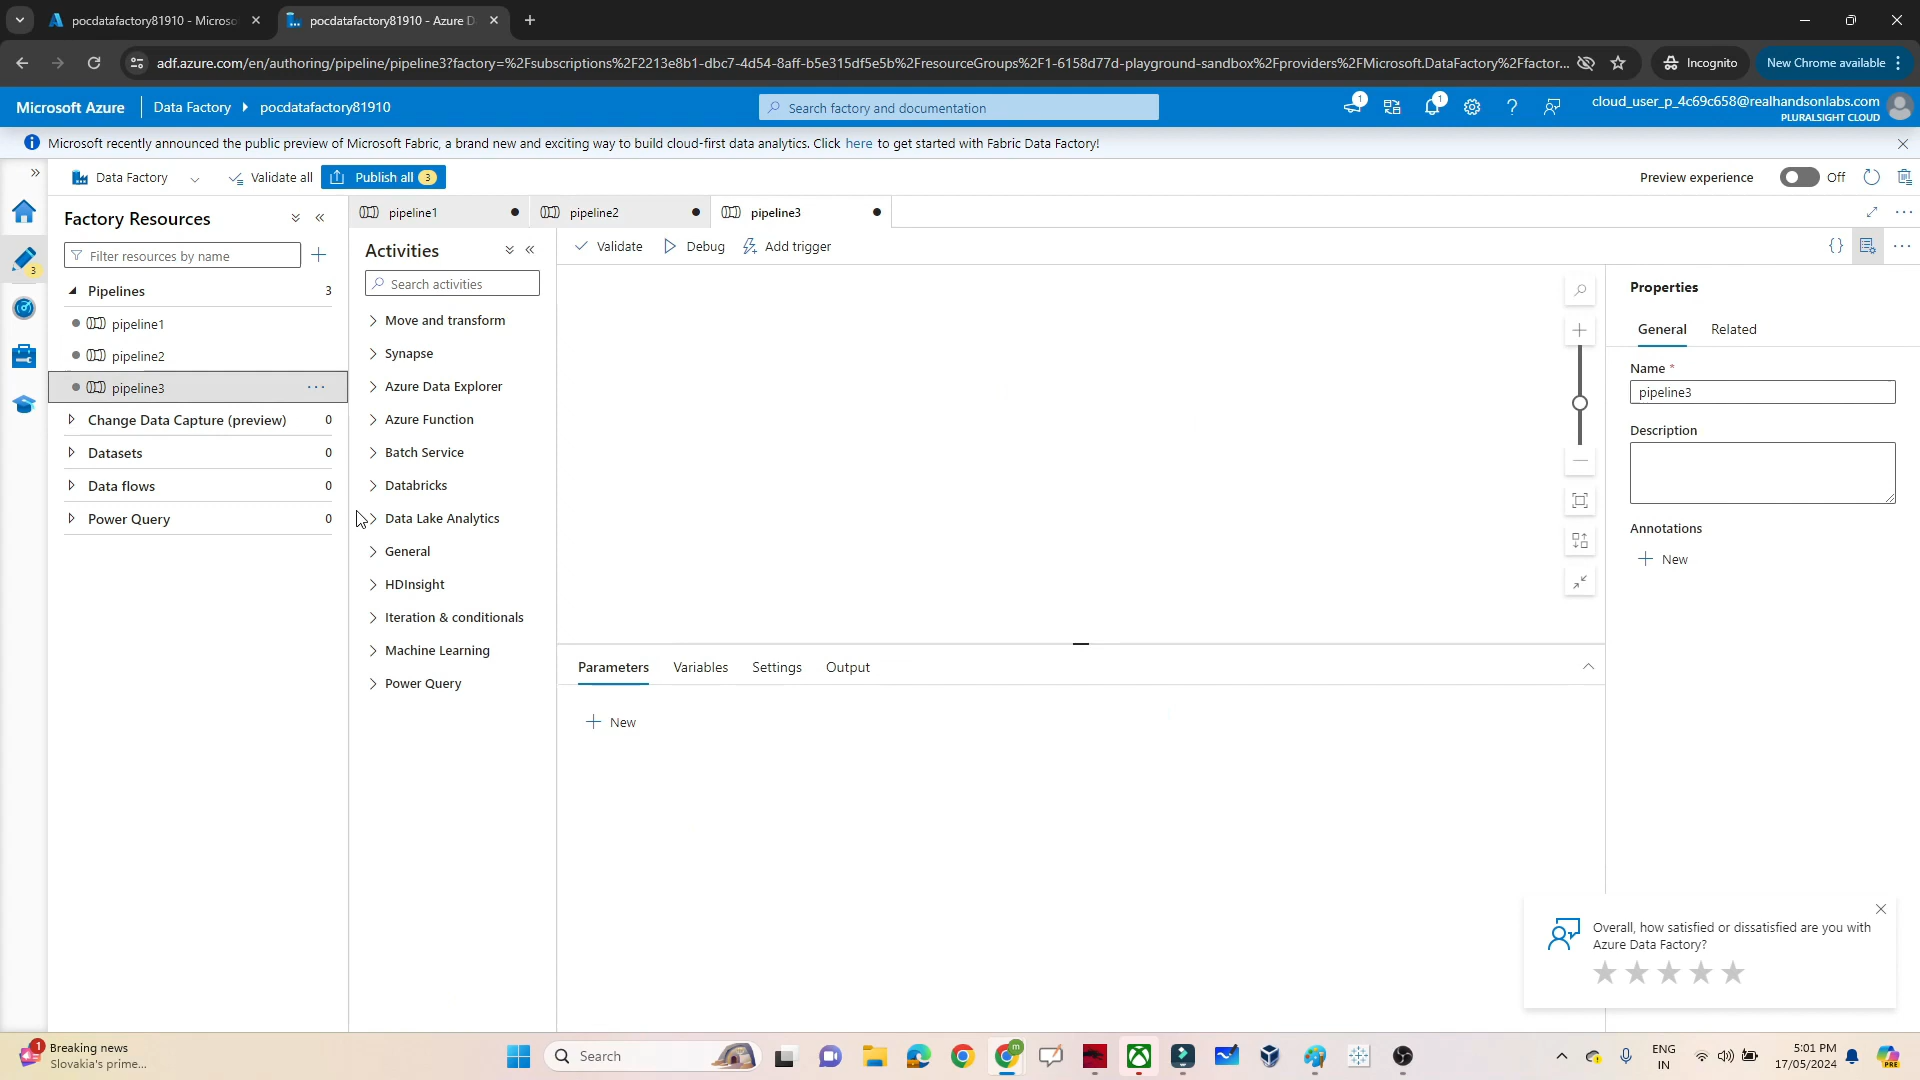 pocdatafactory81910 - Microso
pocdatafactory81910 - Azure D
adf.azure.com/en/authoring/pipeline/pipeline3?factory=%2Fsubscriptions%2F2213e8b1-dbc7-4d54-8aff-b5e315df5e5b%2FresourceGroups%2F1-6158d77d-playground-sandbox%2Fproviders%2FMicrosoft.DataFactory%2Ffactor...
Incognito
New Chrome available
Microsoft Azure
Data Factory
pocdatafactory81910
Search factory and documentation
1
1
cloud_user_p_4c69c658@realhandsonlabs.com
PLURALSIGHT CLOUD
Microsoft recently announced the public preview of Microsoft Fabric, a brand new and exciting way to build cloud-first data analytics. Click here to get started with Fabric Data Factory!
Data Factory
Validate all
Publish all 3
Preview experience
Off
3
Factory Resources
Filter resources by name
Pipelines 3
pipeline1
pipeline2
pipeline3
Change Data Capture (preview) 0
Datasets 0
Data flows 0
Power Query 0
pipeline1
pipeline2
pipeline3
Activities
Search activities
Move and transform
Synapse
Azure Data Explorer
Azure Function
Batch Service
Databricks
Data Lake Analytics
General
HDInsight
Iteration & conditionals
Machine Learning
Power Query
Validate
Debug
Add trigger
Parameters
Variables
Settings
Output
New
Properties
General
Related
Name *
pipeline3
Description
Annotations
New
Overall, how satisfied or dissatisfied are you with
Azure Data Factory?
1
Breaking news
Slovakia's prime...
Search
m
ENG
IN
5:01 PM
17/05/2024
PRE